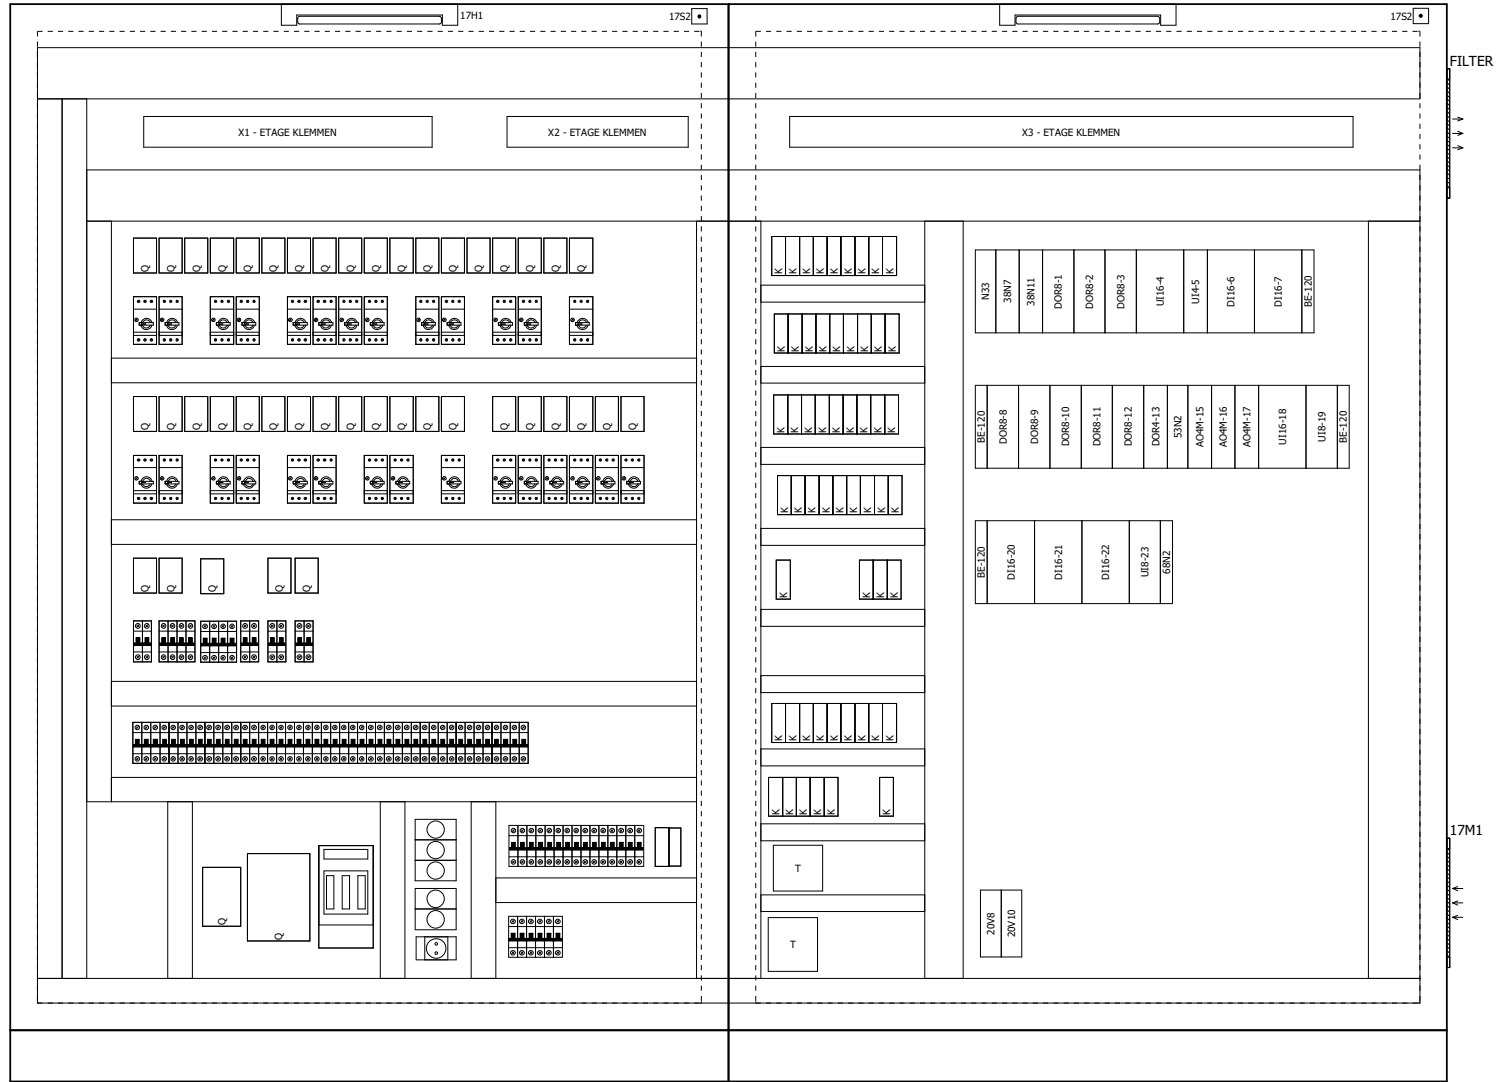 17H1
17S2
17S2
FILTER
X1 - ETAGE KLEMMEN
X2 - ETAGE KLEMMEN
X3 - ETAGE KLEMMEN
Q Q Q Q Q Q Q Q Q Q Q Q Q Q Q Q Q Q
K K K K K K K K K
N33
38N7
38N11
DOR8-1
DOR8-2
DOR8-3
UI16-4
UI4-5
DI16-6
DI16-7
BE-120
K K K K K K K K K
Q Q Q Q Q Q Q Q Q Q Q Q Q
Q Q Q Q Q Q
K K K K K K K K K
BE-120
DOR8-8
DOR8-9
DOR8-10
DOR8-11
DOR8-12
DOR4-13
53N2
AO4M-15
AO4M-16
AO4M-17
UI16-18
UI8-19
BE-120
K K K K K K K K K
Q Q Q Q Q
K K K K
BE-120
DI16-20
DI16-21
DI16-22
UI8-23
68N2
K K K K K K K K K
K K K K K K
17M1
T
Q
Q
T
20V8
20V10